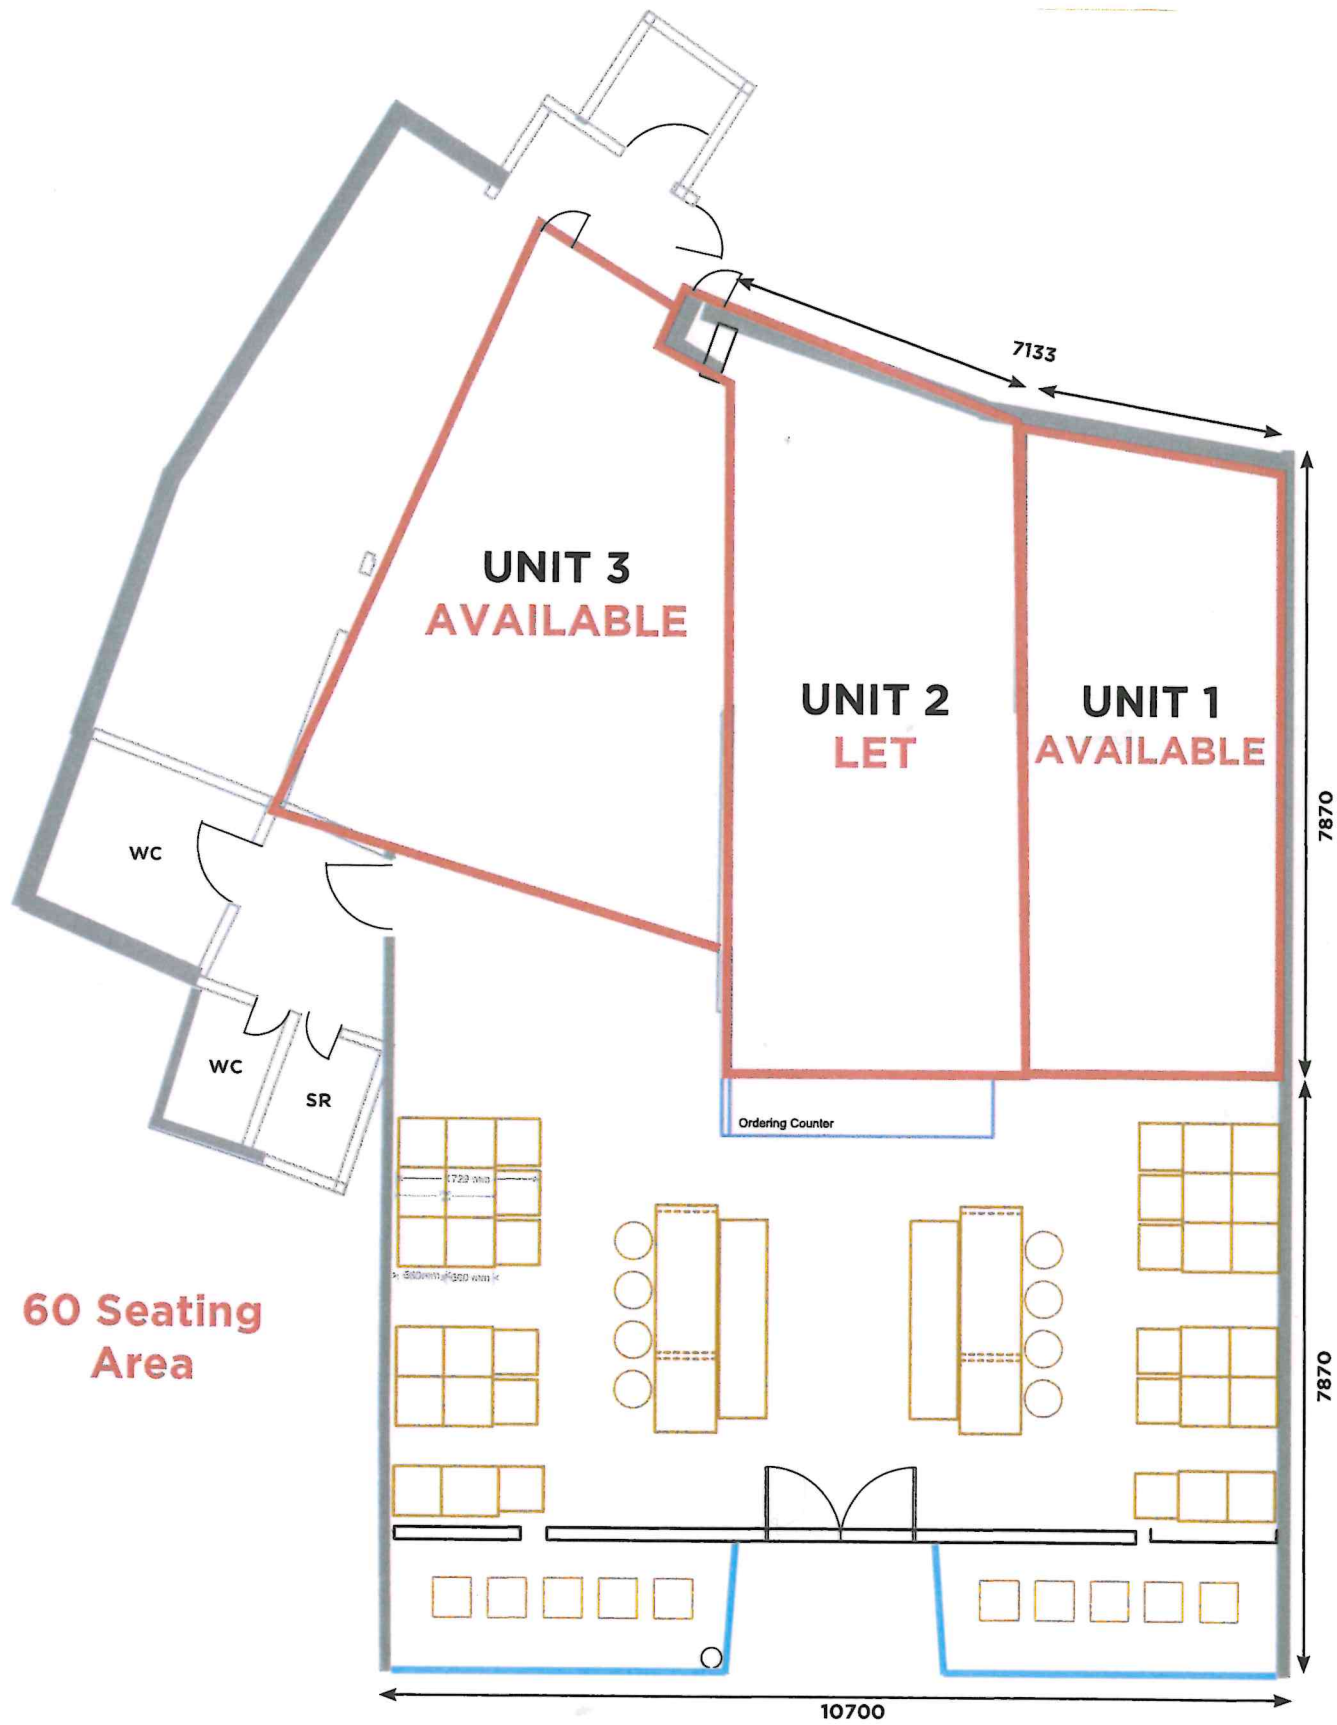 7133
UNIT 3
AVAILABLE
UNIT 2
LET
UNIT 1
AVAILABLE
7870
WC
WC
SR
Ordering Counter
60 Seating
Area
7870
10700